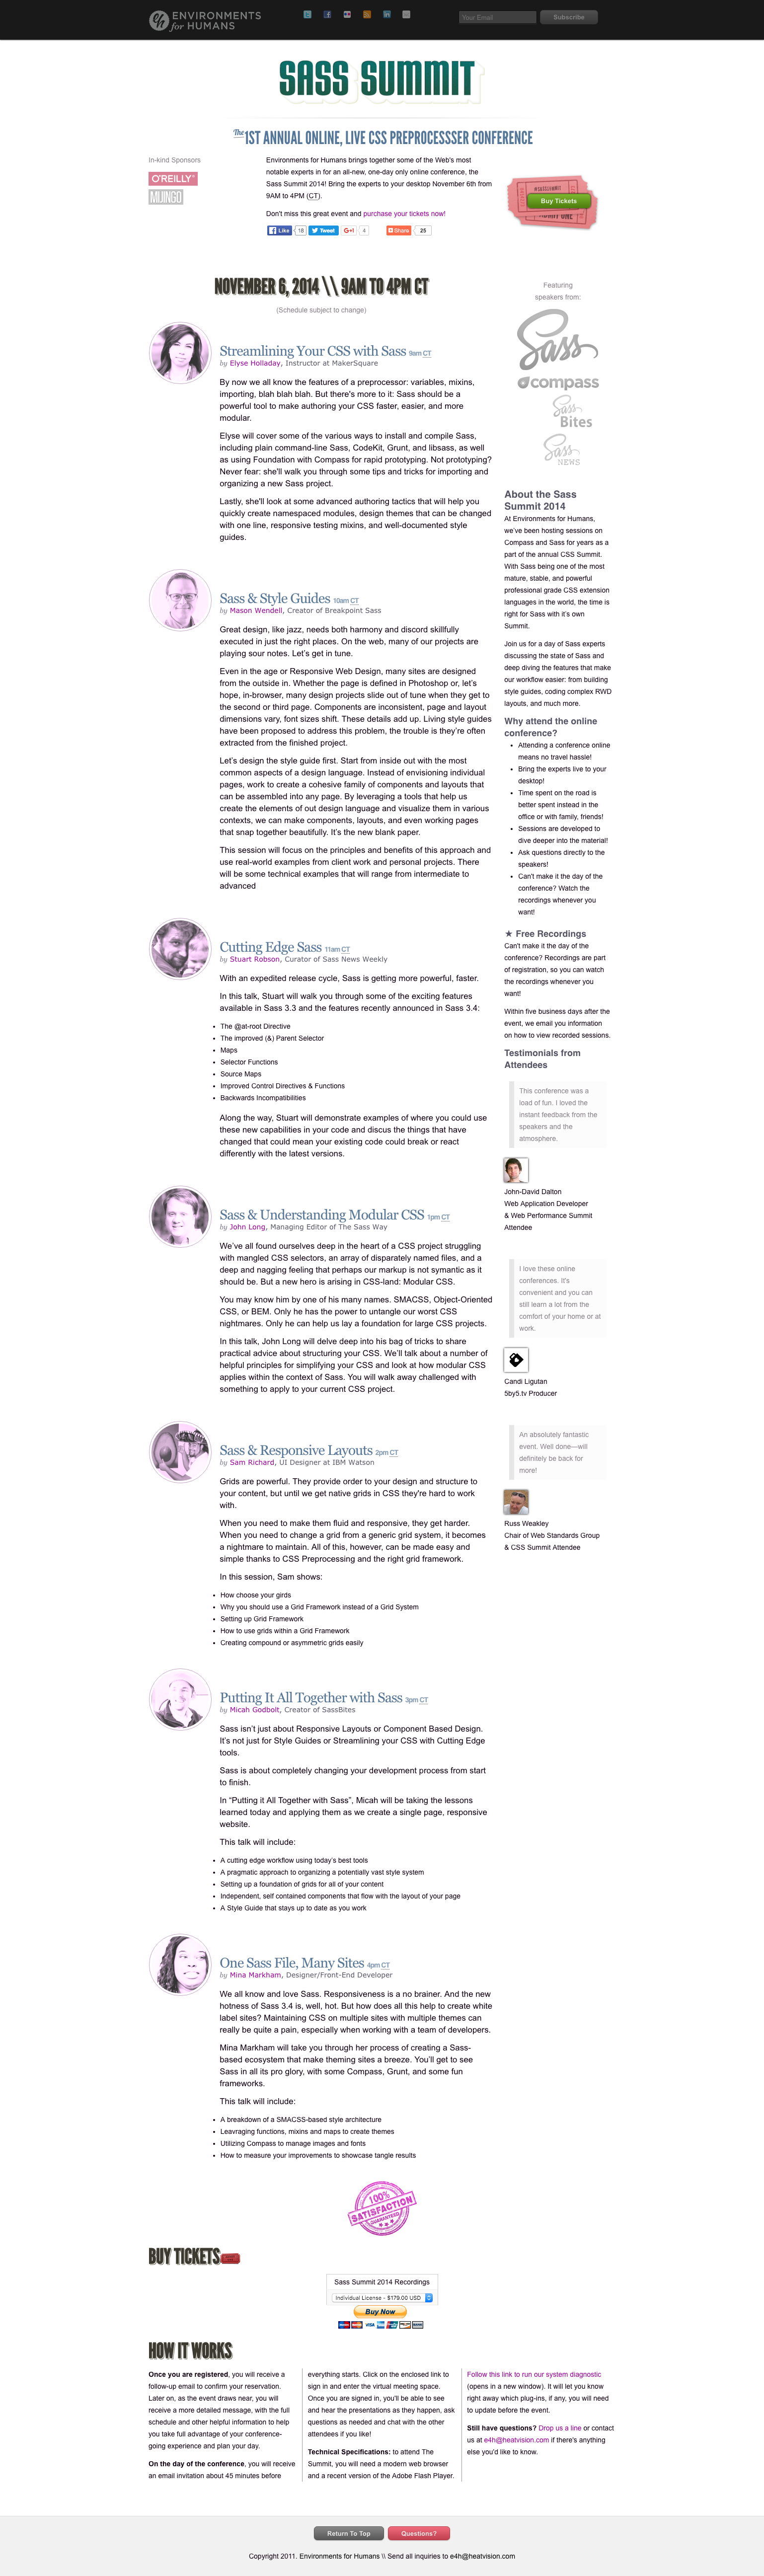 ENVIRONMENTS
for HUMANS
Your Email
Subscribe
SASS SUMMIT
The 1ST ANNUAL ONLINE, LIVE CSS PREPROCESSSER CONFERENCE
In-kind Sponsors
O'REILLY
MIJINGO
Environments for Humans brings together some of the Web's most
notable experts in for an all-new, one-day only online conference, the
Sass Summit 2014! Bring the experts to your desktop November 6th from
9AM to 4PM (CT).
Don't miss this great event and purchase your tickets now!
Like 18 Tweet G+1 4 Share 25
#SASSSUMMIT
Buy Tickets
ADMIT ONE
NOVEMBER 6, 2014 \\ 9AM TO 4PM CT
(Schedule subject to change)
Streamlining Your CSS with Sass 9am CT
by Elyse Holladay, Instructor at MakerSquare
By now we all know the features of a preprocessor: variables, mixins,
importing, blah blah blah. But there's more to it: Sass should be a
powerful tool to make authoring your CSS faster, easier, and more
modular.
Elyse will cover some of the various ways to install and compile Sass,
including plain command-line Sass, CodeKit, Grunt, and libsass, as well
as using Foundation with Compass for rapid prototyping. Not prototyping?
Never fear: she'll walk you through some tips and tricks for importing and
organizing a new Sass project.
Lastly, she'll look at some advanced authoring tactics that will help you
quickly create namespaced modules, design themes that can be changed
with one line, responsive testing mixins, and well-documented style
guides.
Sass & Style Guides 10am CT
by Mason Wendell, Creator of Breakpoint Sass
Great design, like jazz, needs both harmony and discord skillfully
executed in just the right places. On the web, many of our projects are
playing sour notes. Let's get in tune.
Even in the age or Responsive Web Design, many sites are designed
from the outside in. Whether the page is defined in Photoshop or, let's
hope, in-browser, many design projects slide out of tune when they get to
the second or third page. Components are inconsistent, page and layout
dimensions vary, font sizes shift. These details add up. Living style guides
have been proposed to address this problem, the trouble is they're often
extracted from the finished project.
Let's design the style guide first. Start from inside out with the most
common aspects of a design language. Instead of envisioning individual
pages, work to create a cohesive family of components and layouts that
can be assembled into any page. By leveraging a tools that help us
create the elements of out design language and visualize them in various
contexts, we can make components, layouts, and even working pages
that snap together beautifully. It's the new blank paper.
This session will focus on the principles and benefits of this approach and
use real-world examples from client work and personal projects. There
will be some technical examples that will range from intermediate to
advanced
Cutting Edge Sass 11am CT
by Stuart Robson, Curator of Sass News Weekly
With an expedited release cycle, Sass is getting more powerful, faster.
In this talk, Stuart will walk you through some of the exciting features
available in Sass 3.3 and the features recently announced in Sass 3.4:
• The @at-root Directive
• The improved (&) Parent Selector
• Maps
• Selector Functions
• Source Maps
• Improved Control Directives & Functions
• Backwards Incompatibilities
Along the way, Stuart will demonstrate examples of where you could use
these new capabilities in your code and discuss the things that have
changed that could mean your existing code could break or react
differently with the latest versions.
Sass & Understanding Modular CSS 1pm CT
by John Long, Managing Editor of The Sass Way
We've all found ourselves deep in the heart of a CSS project struggling
with mangled CSS selectors, an array of disparately named files, and a
deep and nagging feeling that perhaps our markup is not symantic as it
should be. But a new hero is arising in CSS-land: Modular CSS.
You may know him by one of his many names. SMACSS, Object-Oriented
CSS, or BEM. Only he has the power to untangle our worst CSS
nightmares. Only he can help us lay a foundation for large CSS projects.
In this talk, John Long will delve deep into his bag of tricks to share
practical advice about structuring your CSS. We'll talk about a number of
helpful principles for simplifying your CSS and look at how modular CSS
applies within the context of Sass. You will walk away challenged with
something to apply to your current CSS project.
Sass & Responsive Layouts 2pm CT
by Sam Richard, UI Designer at IBM Watson
Grids are powerful. They provide order to your design and structure to
your content, but until we get native grids in CSS they're hard to work
with.
When you need to make them fluid and responsive, they get harder.
When you need to change a grid from a generic grid system, it becomes
a nightmare to maintain. All of this, however, can be made easy and
simple thanks to CSS Preprocessing and the right grid framework.
In this session, Sam shows:
• How choose your girds
• Why you should use a Grid Framework instead of a Grid System
• Setting up Grid Framework
• How to use grids within a Grid Framework
• Creating compound or asymmetric grids easily
Putting It All Together with Sass 3pm CT
by Micah Godbolt, Creator of SassBites
Sass isn't just about Responsive Layouts or Component Based Design.
It's not just for Style Guides or Streamlining your CSS with Cutting Edge
tools.
Sass is about completely changing your development process from start
to finish.
In "Putting it All Together with Sass", Micah will be taking the lessons
learned today and applying them as we create a single page, responsive
website.
This talk will include:
• A cutting edge workflow using today's best tools
• A pragmatic approach to organizing a potentially vast style system
• Setting up a foundation of grids for all of your content
• Independent, self contained components that flow with the layout of your page
• A Style Guide that stays up to date as you work
One Sass File, Many Sites 4pm CT
by Mina Markham, Designer/Front-End Developer
We all know and love Sass. Responsiveness is a no brainer. And the new
hotness of Sass 3.4 is, well, hot. But how does all this help to create white
label sites? Maintaining CSS on multiple sites with multiple themes can
really be quite a pain, especially when working with a team of developers.
Mina Markham will take you through her process of creating a Sass-
based ecosystem that make theming sites a breeze. You'll get to see
Sass in all its pro glory, with some Compass, Grunt, and some fun
frameworks.
This talk will include:
• A breakdown of a SMACSS-based style architecture
• Leavraging functions, mixins and maps to create themes
• Utilizing Compass to manage images and fonts
• How to measure your improvements to showcase tangle results
Featuring
speakers from:
Sass
compass
Sass
Bites
Sass
NEWS
About the Sass
Summit 2014
At Environments for Humans,
we've been hosting sessions on
Compass and Sass for years as a
part of the annual CSS Summit.
With Sass being one of the most
mature, stable, and powerful
professional grade CSS extension
languages in the world, the time is
right for Sass with it's own
Summit.
Join us for a day of Sass experts
discussing the state of Sass and
deep diving the features that make
our workflow easier: from building
style guides, coding complex RWD
layouts, and much more.
Why attend the online
conference?
• Attending a conference online
means no travel hassle!
• Bring the experts live to your
desktop!
• Time spent on the road is
better spent instead in the
office or with family, friends!
• Sessions are developed to
dive deeper into the material!
• Ask questions directly to the
speakers!
• Can't make it the day of the
conference? Watch the
recordings whenever you
want!
★ Free Recordings
Can't make it the day of the
conference? Recordings are part
of registration, so you can watch
the recordings whenever you
want!
Within five business days after the
event, we email you information
on how to view recorded sessions.
Testimonials from
Attendees
This conference was a
load of fun. I loved the
instant feedback from the
speakers and the
atmosphere.
John-David Dalton
Web Application Developer
& Web Performance Summit
Attendee
I love these online
conferences. It's
convenient and you can
still learn a lot from the
comfort of your home or at
work.
Candi Ligutan
5by5.tv Producer
An absolutely fantastic
event. Well done—will
definitely be back for
more!
Russ Weakley
Chair of Web Standards Group
& CSS Summit Attendee
100%
SATISFACTION
GUARANTEED
BUY TICKETS
Sass Summit 2014 Recordings
Individual License - $179.00 USD
Buy Now
VISA
HOW IT WORKS
Once you are registered, you will receive a
follow-up email to confirm your reservation.
Later on, as the event draws near, you will
receive a more detailed message, with the full
schedule and other helpful information to help
you take full advantage of your conference-
going experience and plan your day.
On the day of the conference, you will receive
an email invitation about 45 minutes before
everything starts. Click on the enclosed link to
sign in and enter the virtual meeting space.
Once you are signed in, you'll be able to see
and hear the presentations as they happen, ask
questions as needed and chat with the other
attendees if you like!
Technical Specifications: to attend The
Summit, you will need a modern web browser
and a recent version of the Adobe Flash Player.
Follow this link to run our system diagnostic
(opens in a new window). It will let you know
right away which plug-ins, if any, you will need
to update before the event.
Still have questions? Drop us a line or contact
us at e4h@heatvision.com if there's anything
else you'd like to know.
Return To Top
Questions?
Copyright 2011. Environments for Humans \\ Send all inquiries to e4h@heatvision.com